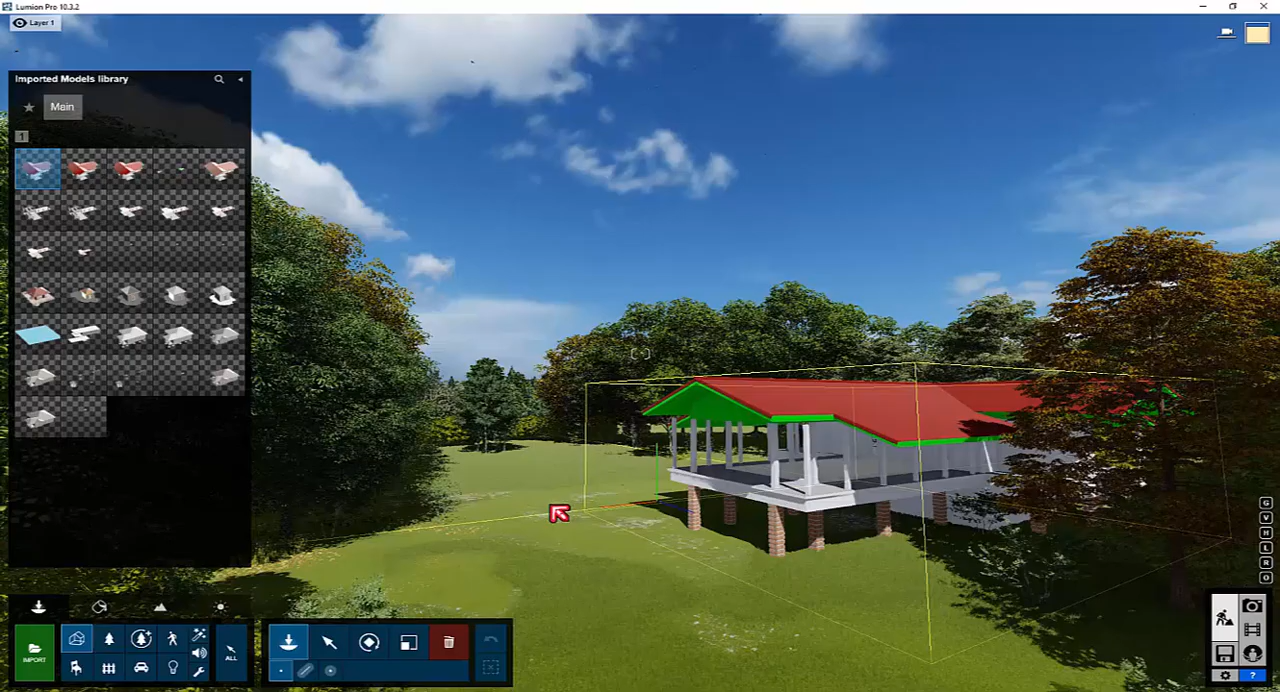 Lumion Pro 10.3.2
Layer 1
Imported Models library
Main
1
G
V
H
L
R
O
IMPORT
ALL
?